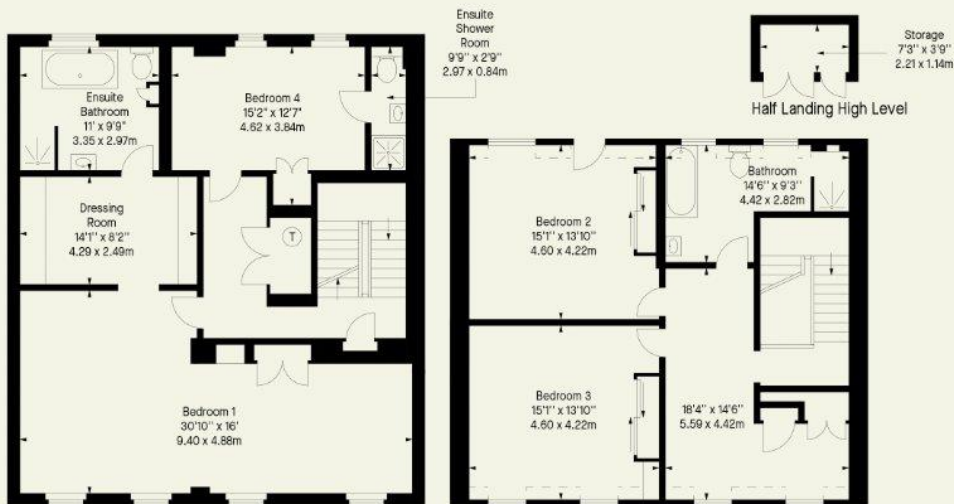 Ensuite
Shower
Room
9'9'' x 2'9''
2.97 x 0.84m
Storage
7'3'' x 3'9''
2.21 x 1.14m
Half Landing High Level
Ensuite
Bathroom
11' x 9'9''
3.35 x 2.97m
Bedroom 4
15'2'' x 12'7''
4.62 x 3.84m
Dressing
Room
14'1'' x 8'2''
4.29 x 2.49m
T
Bedroom 1
30'10'' x 16'
9.40 x 4.88m
Bedroom 2
15'1'' x 13'10''
4.60 x 4.22m
Bathroom
14'6'' x 9'3''
4.42 x 2.82m
Bedroom 3
15'1'' x 13'10''
4.60 x 4.22m
18'4'' x 14'6''
5.59 x 4.42m